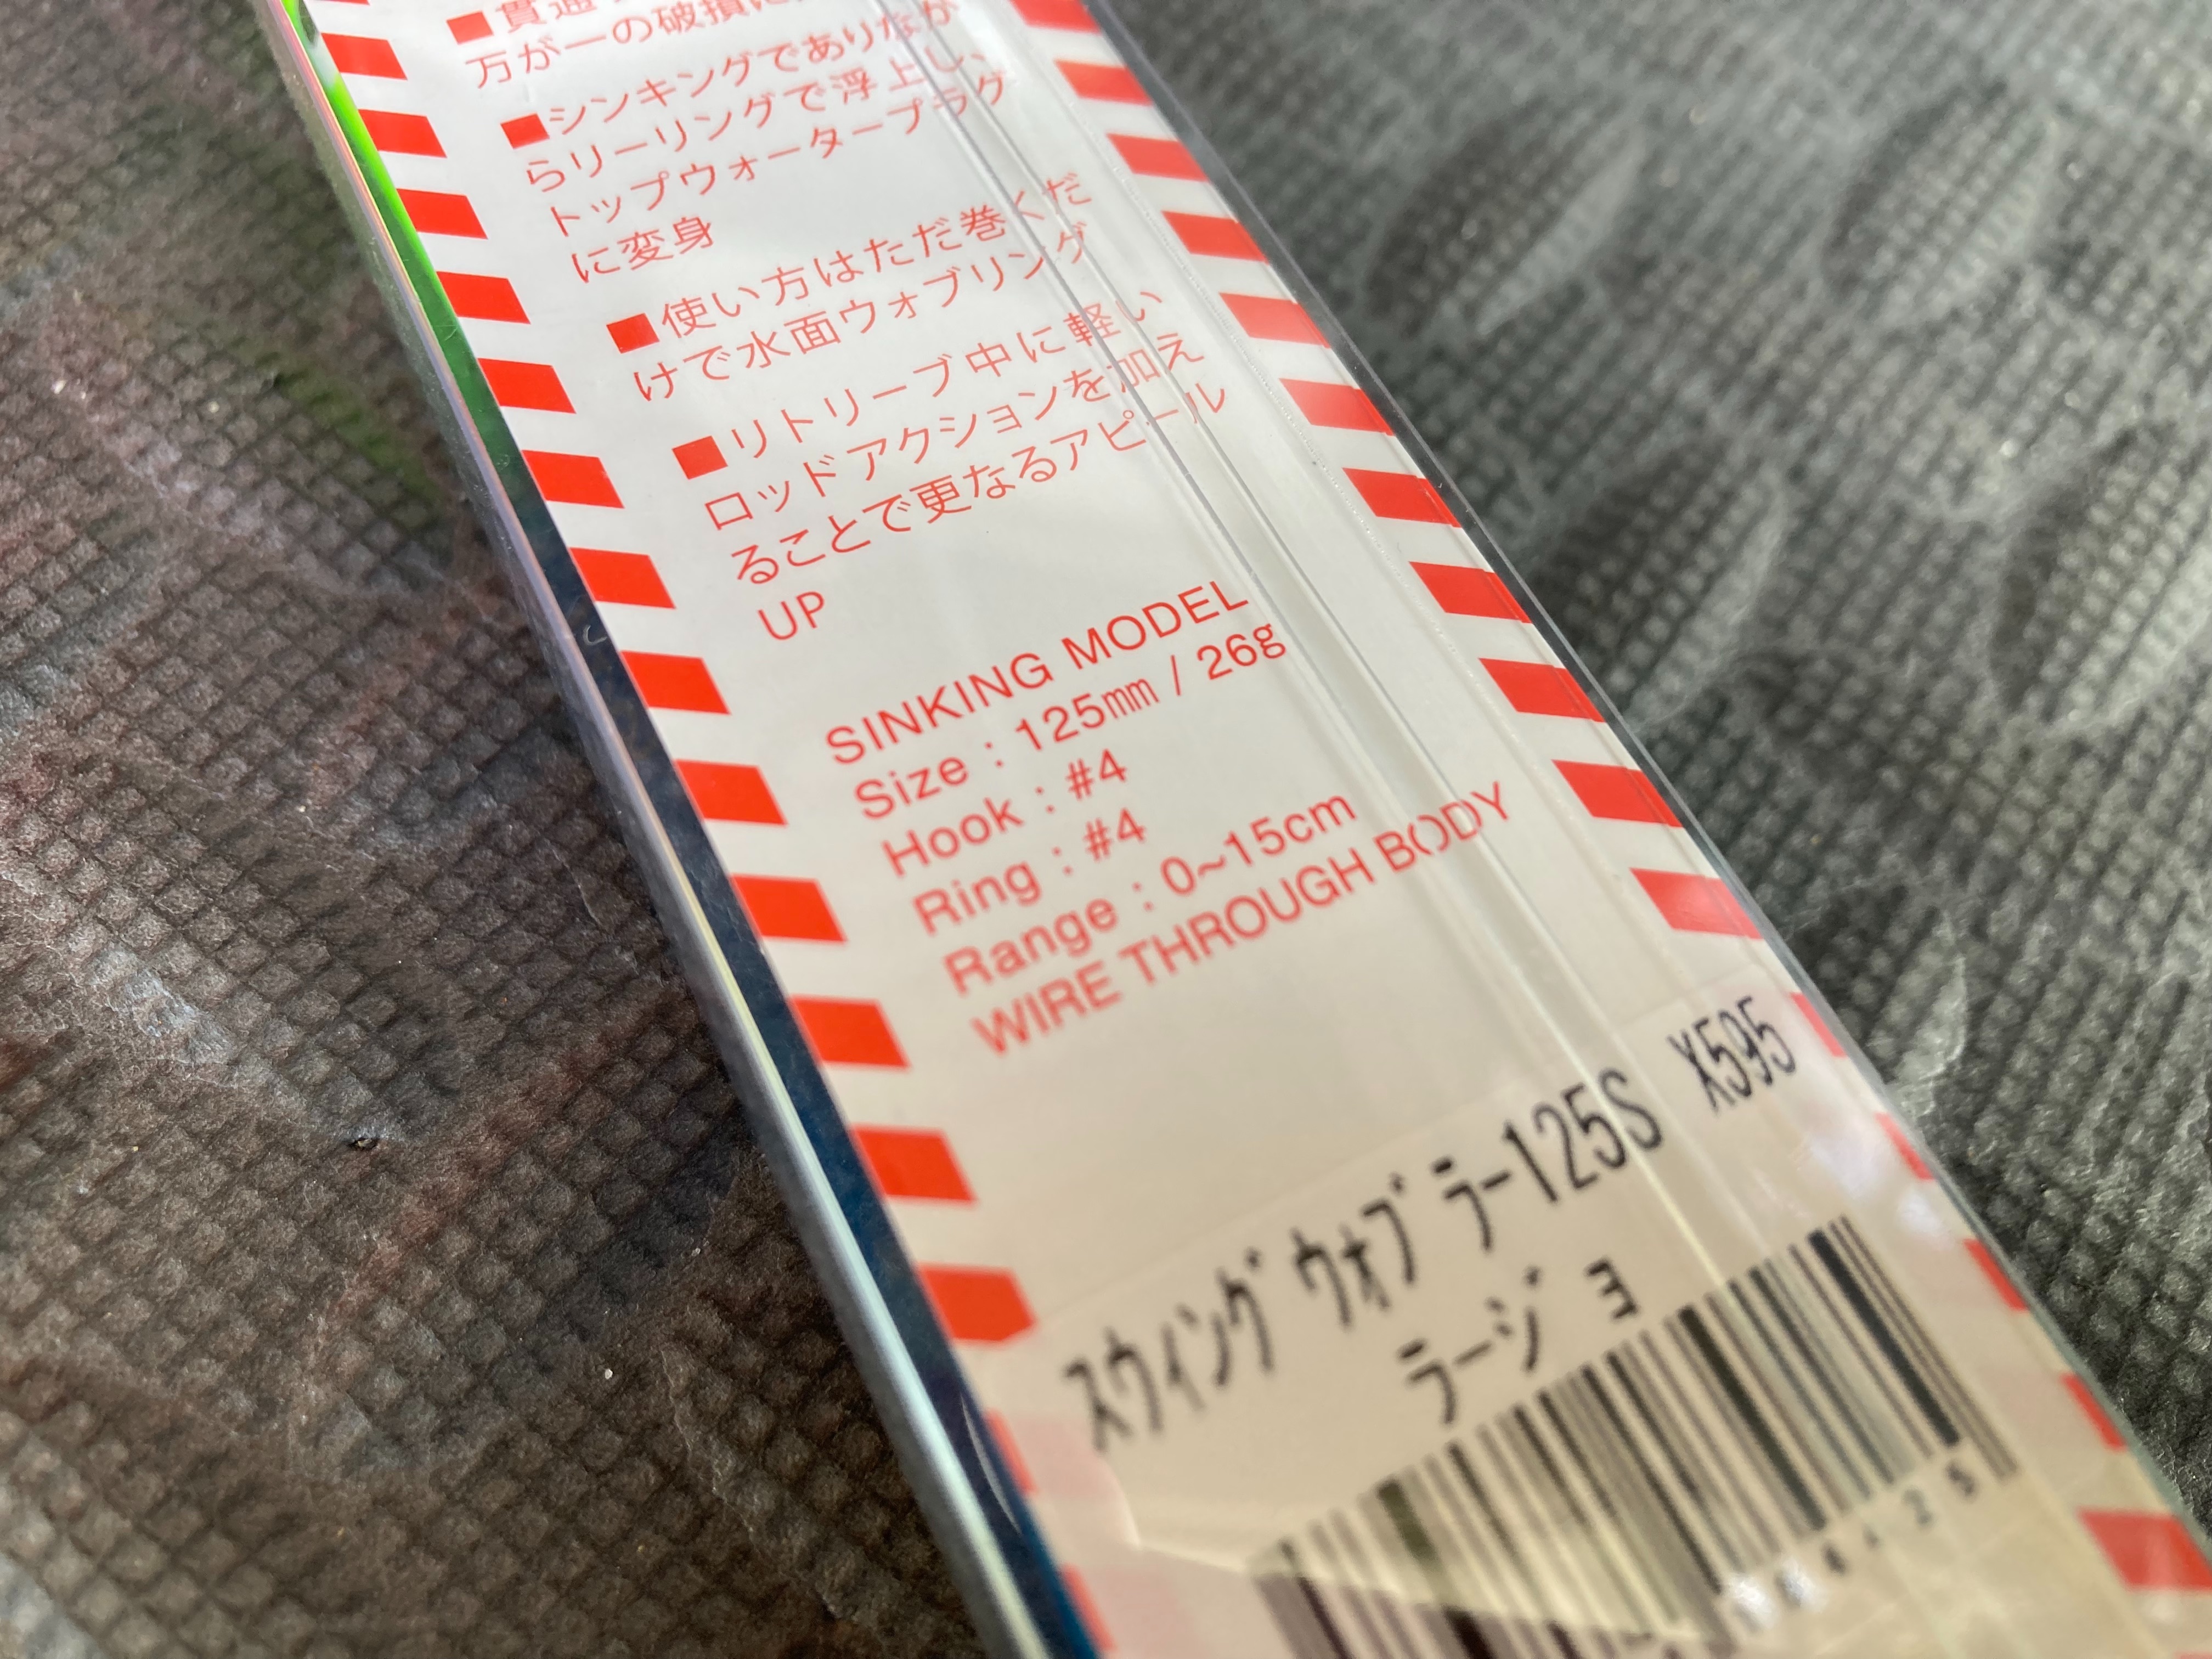 ■貫通
万が一の破損に
■シンキングでありなが
らリーリングで浮上し、
トップウォータープラグ
に変身
■使い方はただ巻くだ
けで水面ウォブリング
■リトリーブ中に軽い
ロッドアクションを加え
ることで更なるアピール
UP
SINKING MODEL
Size : 125㎜ / 26g
Hook : #4
Ring : #4
Range : 0~15cm
WIRE THROUGH BODY
ｽｳｨﾝｸﾞｳｫﾌﾞﾗｰ125S X595
ﾗｰｼﾞｮ